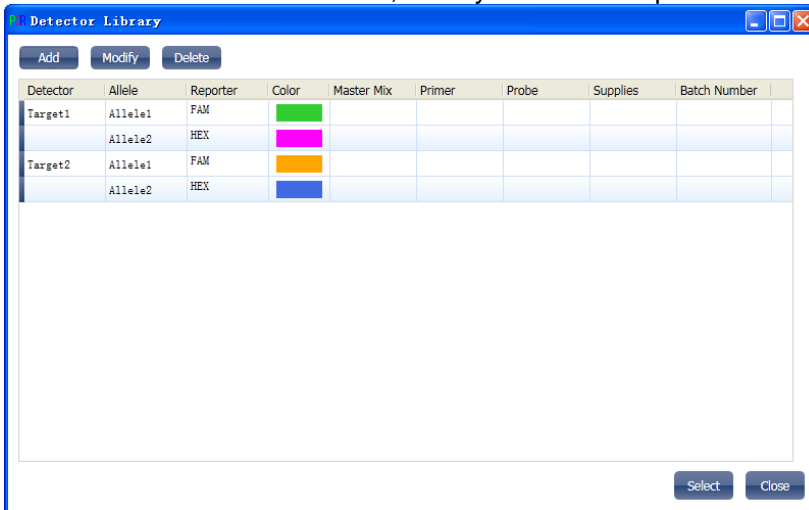 PCR Detector Library
Add Modify Delete
Detector Allele Reporter Color Master Mix Primer Probe Supplies Batch Number
Target1 Allele1 FAM
Allele2 HEX
Target2 Allele1 FAM
Allele2 HEX
Select Close